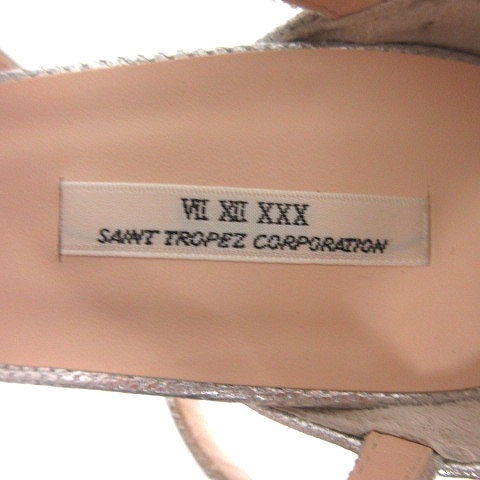 VII XII XXX
SAINT TROPEZ CORPORATION